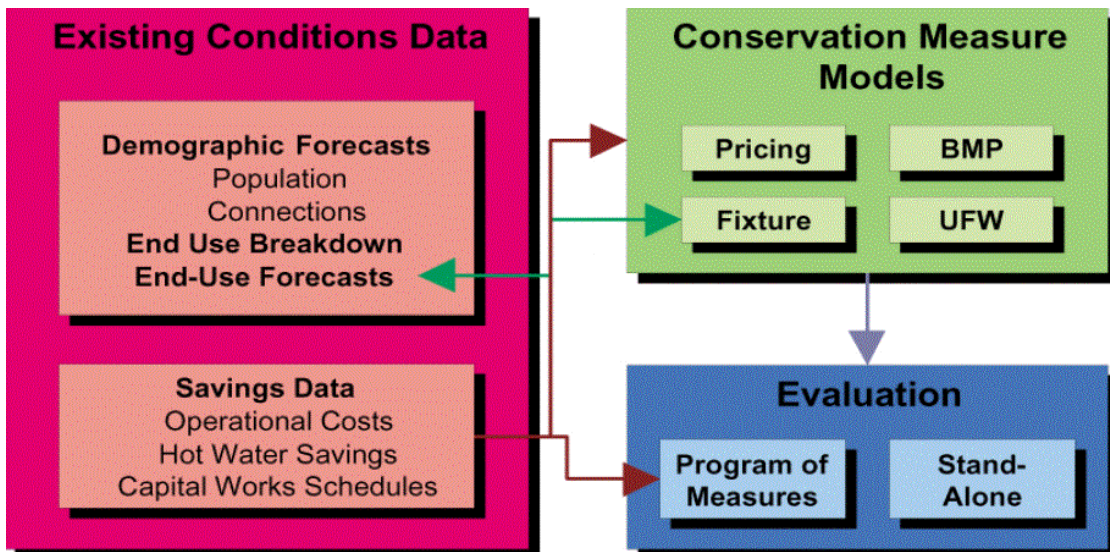 Existing Conditions Data
Demographic Forecasts
Population
Connections
End Use Breakdown
End-Use Forecasts
Savings Data
Operational Costs
Hot Water Savings
Capital Works Schedules
Conservation Measure
Models
Pricing
BMP
Fixture
UFW
Evaluation
Program of
Measures
Stand-
Alone